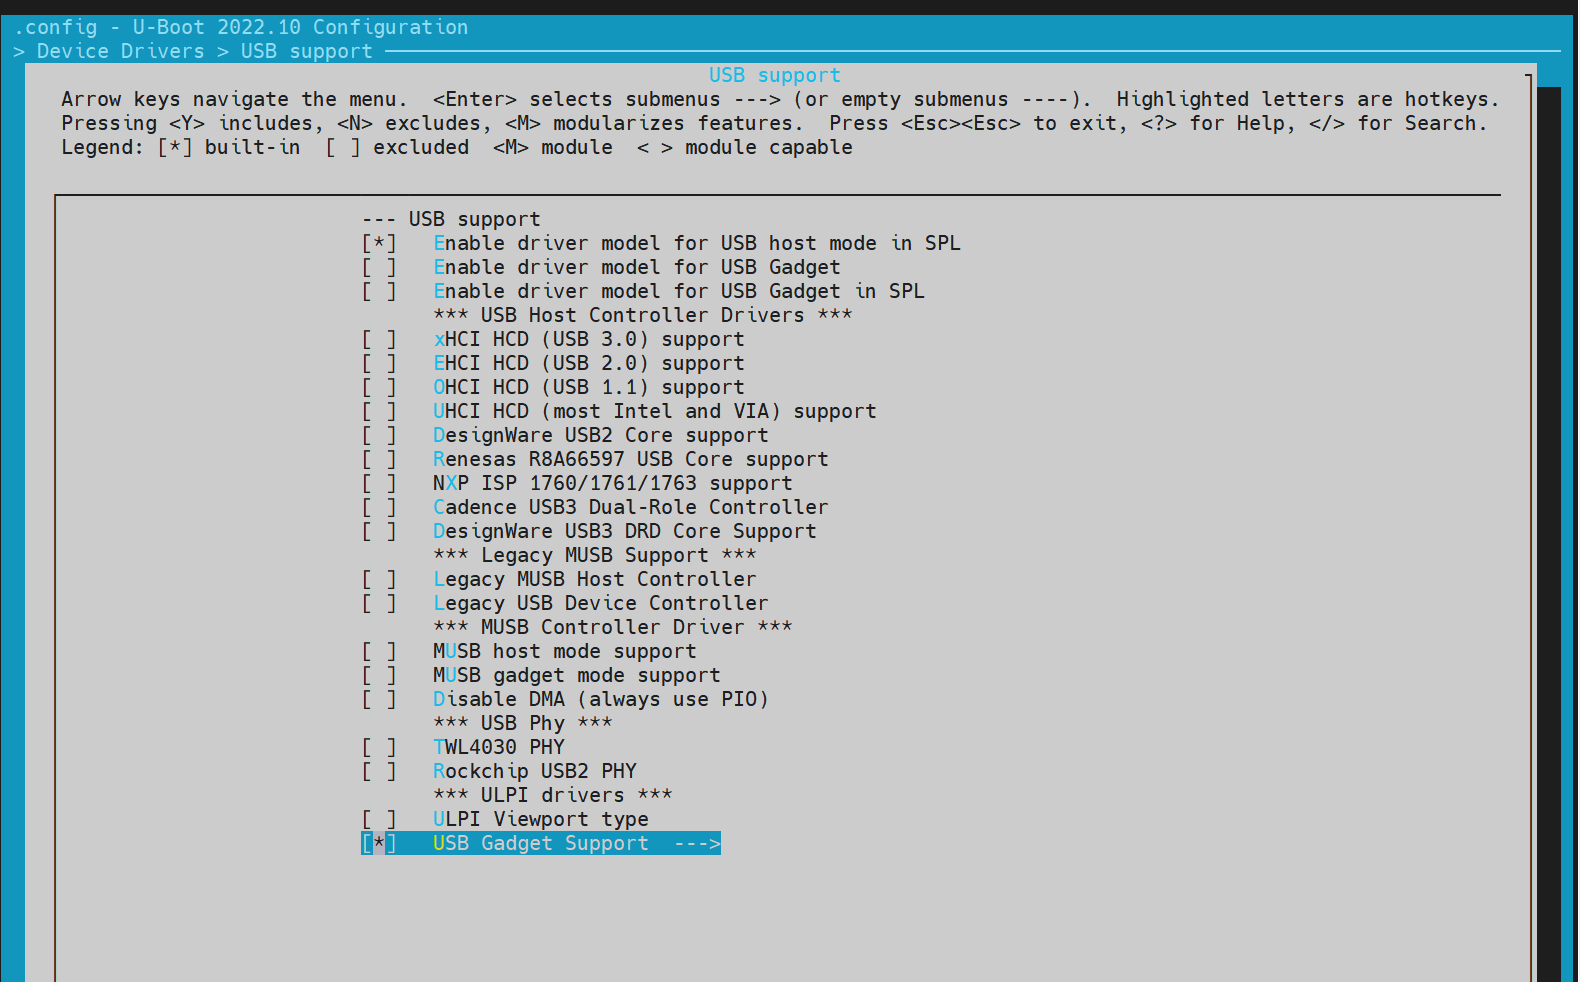 .config - U-Boot 2022.10 Configuration
> Device Drivers > USB support
USB support
Arrow keys navigate the menu.  <Enter> selects submenus ---> (or empty submenus ----).  Highlighted letters are hotkeys.
Pressing <Y> includes, <N> excludes, <M> modularizes features.  Press <Esc><Esc> to exit, <?> for Help, </> for Search.
Legend: [*] built-in  [ ] excluded  <M> module  < > module capable
--- USB support
[*]   Enable driver model for USB host mode in SPL
[ ]   Enable driver model for USB Gadget
[ ]   Enable driver model for USB Gadget in SPL
*** USB Host Controller Drivers ***
[ ]   xHCI HCD (USB 3.0) support
[ ]   EHCI HCD (USB 2.0) support
[ ]   OHCI HCD (USB 1.1) support
[ ]   UHCI HCD (most Intel and VIA) support
[ ]   DesignWare USB2 Core support
[ ]   Renesas R8A66597 USB Core support
[ ]   NXP ISP 1760/1761/1763 support
[ ]   Cadence USB3 Dual-Role Controller
[ ]   DesignWare USB3 DRD Core Support
*** Legacy MUSB Support ***
[ ]   Legacy MUSB Host Controller
[ ]   Legacy USB Device Controller
*** MUSB Controller Driver ***
[ ]   MUSB host mode support
[ ]   MUSB gadget mode support
[ ]   Disable DMA (always use PIO)
*** USB Phy ***
[ ]   TWL4030 PHY
[ ]   Rockchip USB2 PHY
*** ULPI drivers ***
[ ]   ULPI Viewport type
[*]   USB Gadget Support  --->